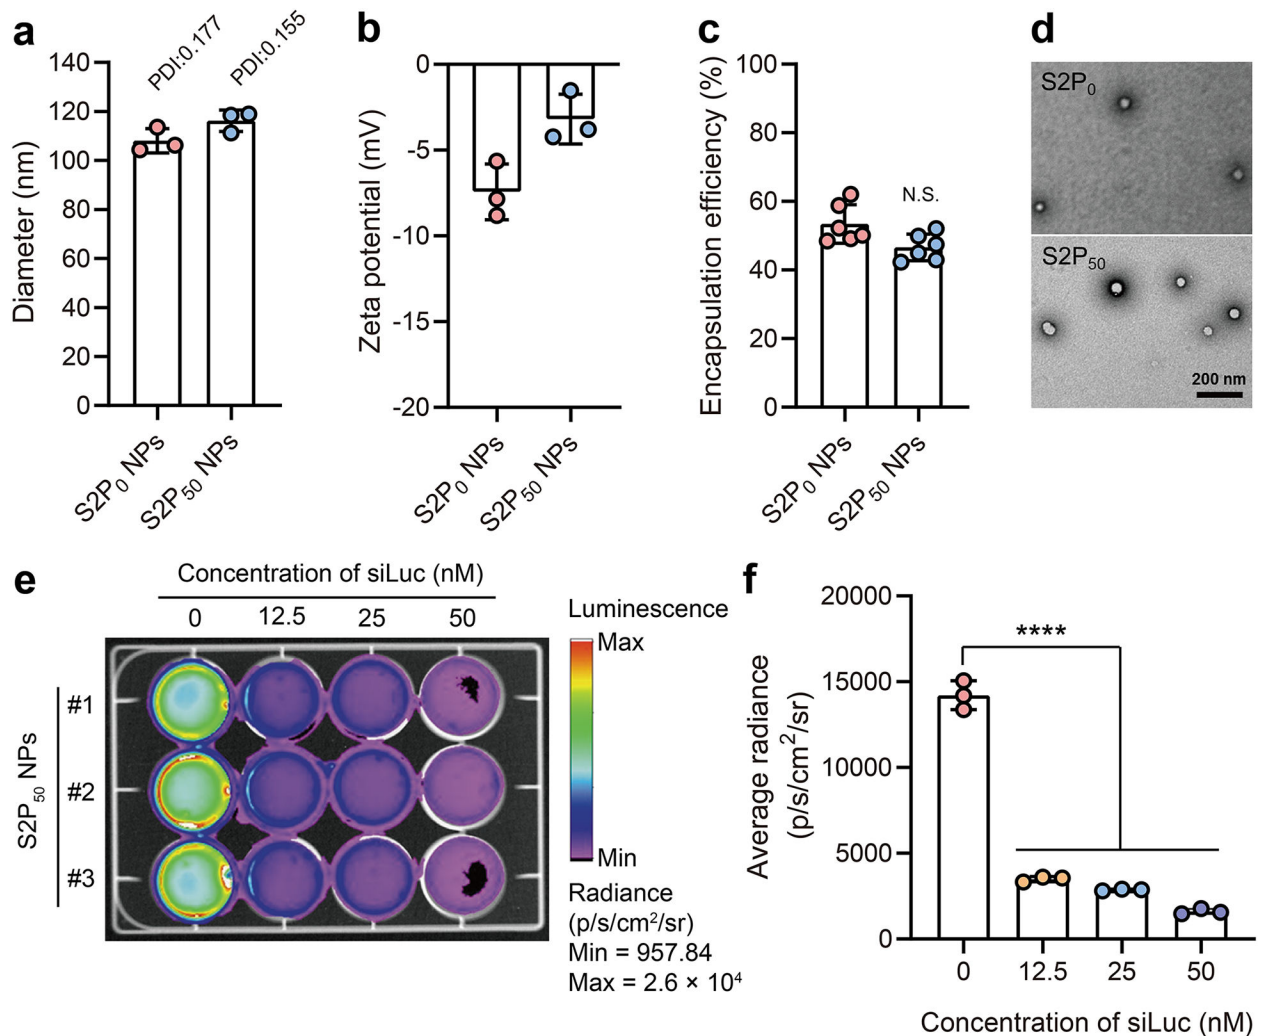 a
PDI:0.177
PDI:0.155
Diameter (nm)
140
120
100
80
60
40
20
0
S2P₀ NPs
S2P₅₀ NPs
b
Zeta potential (mV)
0
-5
-10
-15
-20
S2P₀ NPs
S2P₅₀ NPs
c
Encapsulation efficiency (%)
100
80
60
40
20
0
N.S.
S2P₀ NPs
S2P₅₀ NPs
d
S2P₀
S2P₅₀
200 nm
e
Concentration of siLuc (nM)
0 12.5 25 50
S2P₅₀ NPs
#1
#2
#3
Luminescence
Max
Min
Radiance
(p/s/cm²/sr)
Min = 957.84
Max = 2.6 × 10⁴
f
Average radiance
(p/s/cm²/sr)
20000
15000
10000
5000
0
****
0 12.5 25 50
Concentration of siLuc (nM)